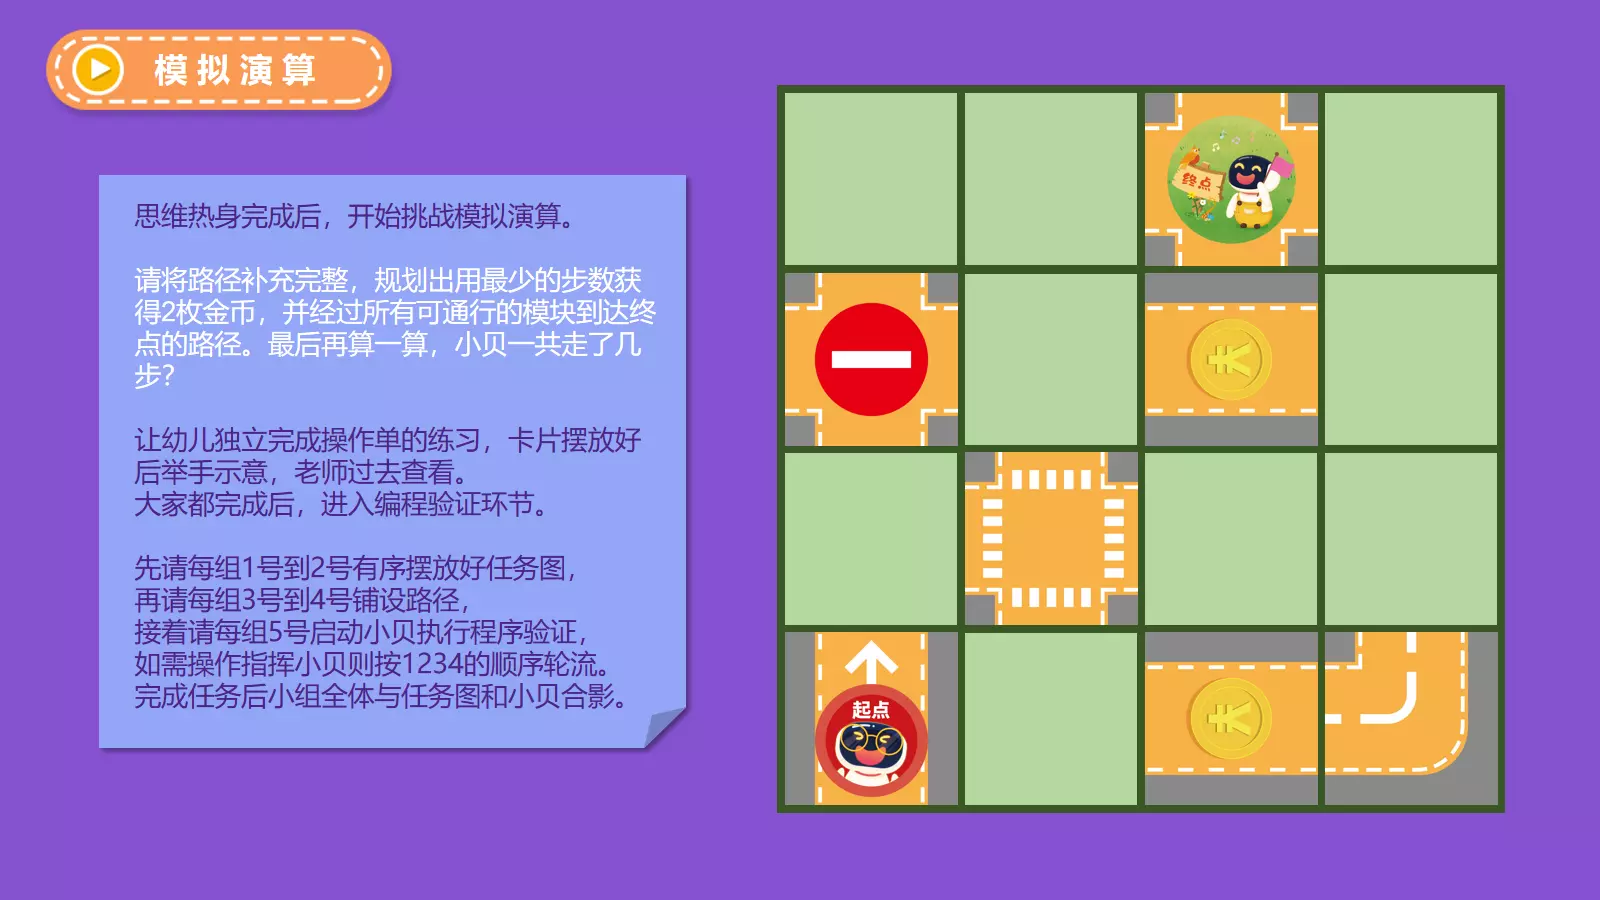 模拟演算
思维热身完成后，开始挑战模拟演算。
请将路径补充完整，规划出用最少的步数获
得2枚金币，并经过所有可通行的模块到达终
点的路径。最后再算一算，小贝一共走了几
步？
让幼儿独立完成操作单的练习，卡片摆放好
后举手示意，老师过去查看。
大家都完成后，进入编程验证环节。
先请每组1号到2号有序摆放好任务图，
再请每组3号到4号铺设路径，
接着请每组5号启动小贝执行程序验证，
如需操作指挥小贝则按1234的顺序轮流。
完成任务后小组全体与任务图和小贝合影。
终点
起点